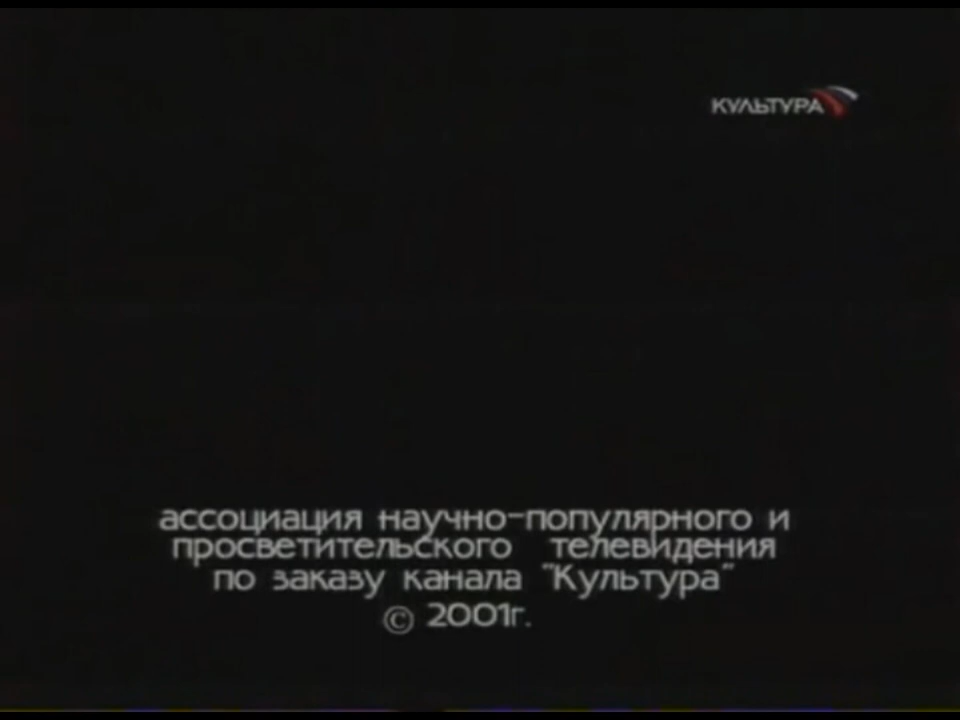 КУЛЬТУРА
ассоциация научно-популярного и
просветительского телевидения
по заказу канала "Культура"
© 2001г.